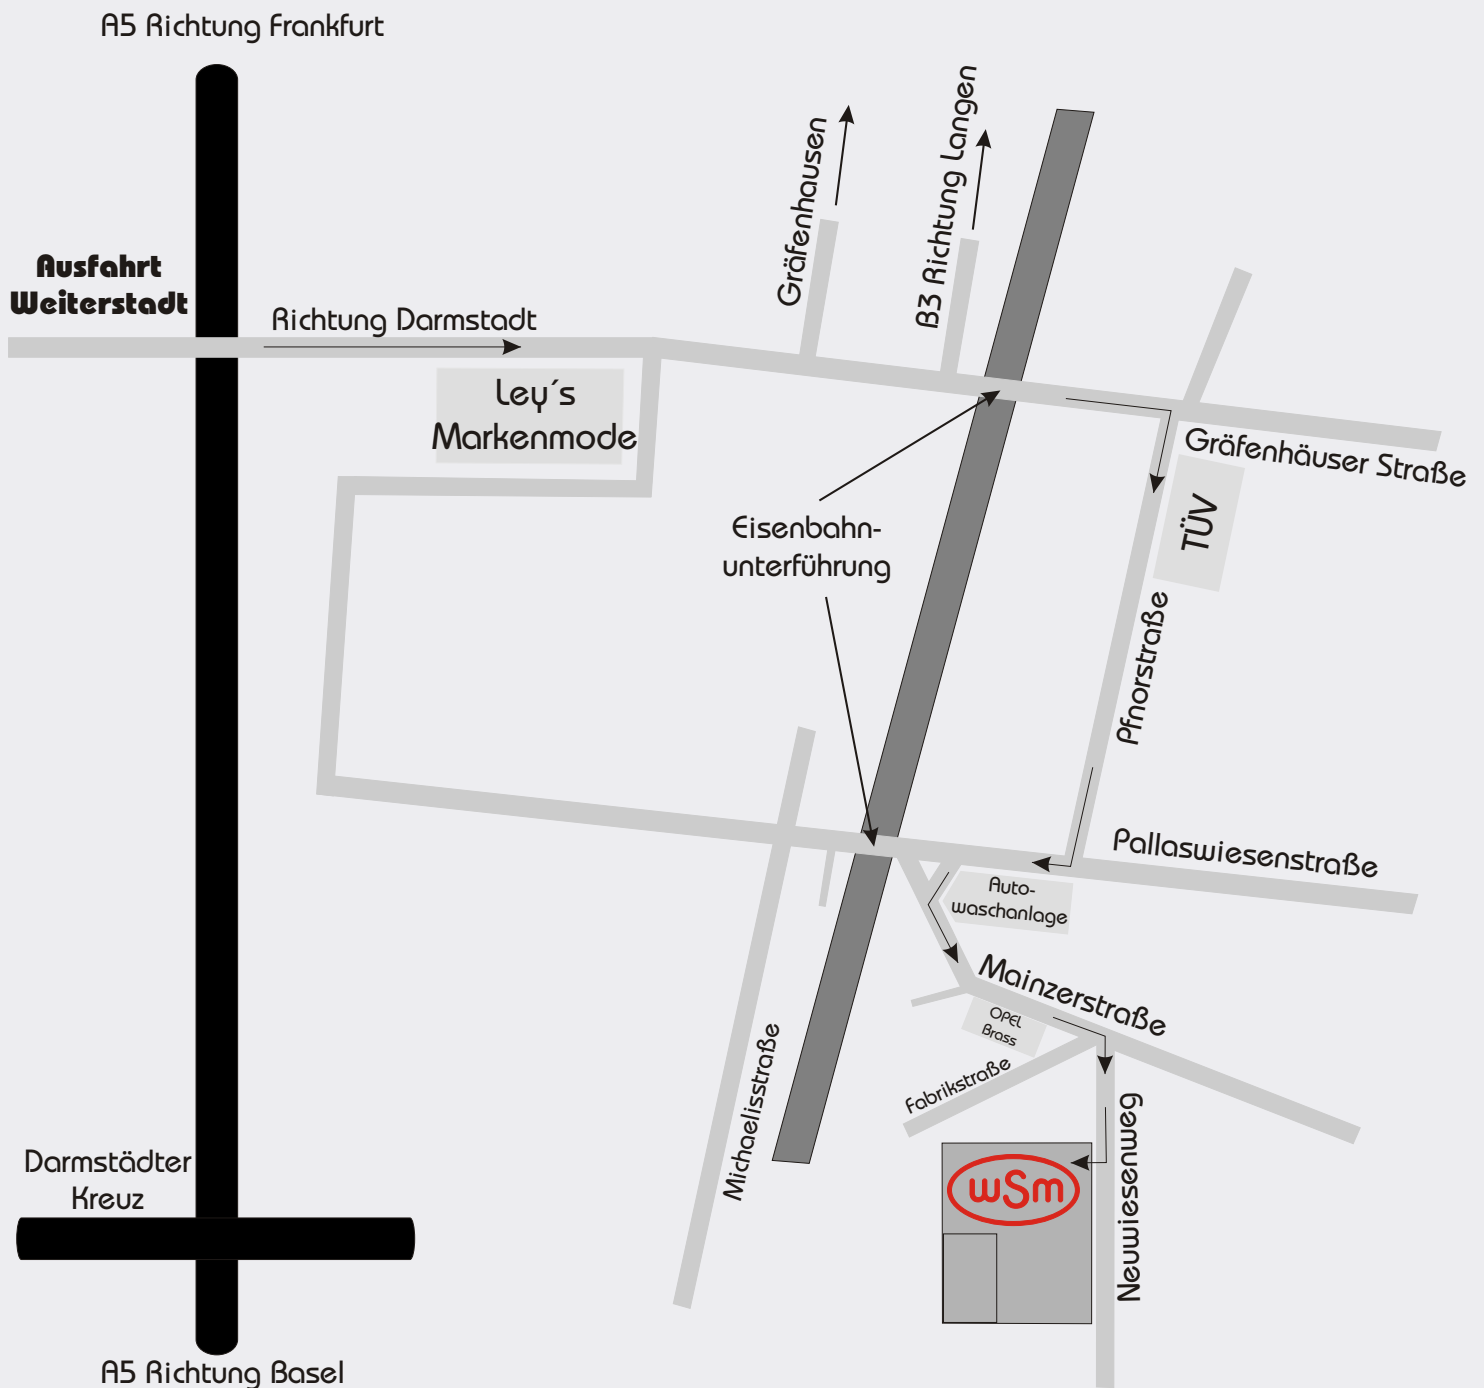 A5 Richtung Frankfurt
Gräfenhausen
B3 Richtung Langen
Ausfahrt
Weiterstadt
Richtung Darmstadt
Ley´s
Markenmode
Gräfenhäuser Straße
TÜV
Eisenbahn-
unterführung
Pfnorstraße
Pallaswiesenstraße
Auto-
waschanlage
Mainzerstraße
OPEL
Brass
Fabrikstraße
Michaelisstraße
Neuwiesenweg
wSm
Darmstädter
Kreuz
A5 Richtung Basel